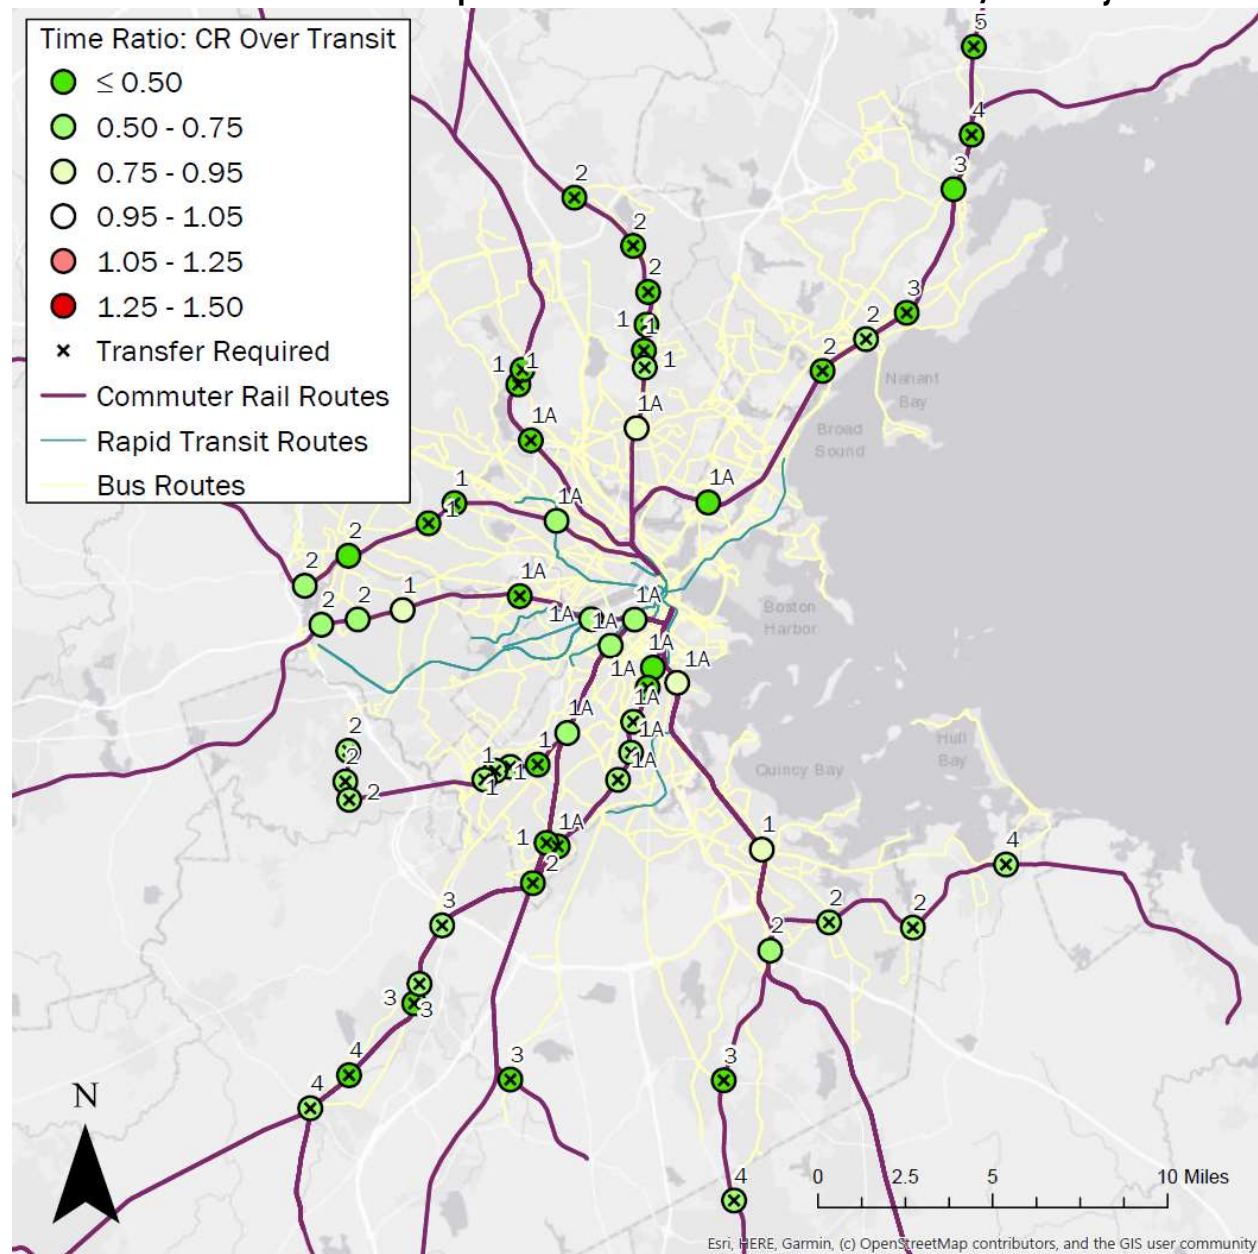 Time Ratio: CR Over Transit
≤ 0.50
0.50 - 0.75
0.75 - 0.95
0.95 - 1.05
1.05 - 1.25
1.25 - 1.50
Transfer Required
Commuter Rail Routes
Rapid Transit Routes
Bus Routes
5
4
3
2
2
2
3
1
1
2
2
1
1
1
Nahant
Bay
1A
1A
Broad
Sound
1A
1
1A
1
2
2
1A
2
2
1
1A
1A
1A
Boston
Harbor
1A
1A
1A
1A
1A
1A
1A
2
2
2
1
1
1
1
Hull
Bay
Quincy Bay
1
1A
2
1
4
3
2
2
2
3
3
4
4
3
3
4
N
0 2.5 5 10 Miles
Esri, HERE, Garmin, (c) OpenStreetMap contributors, and the GIS user community